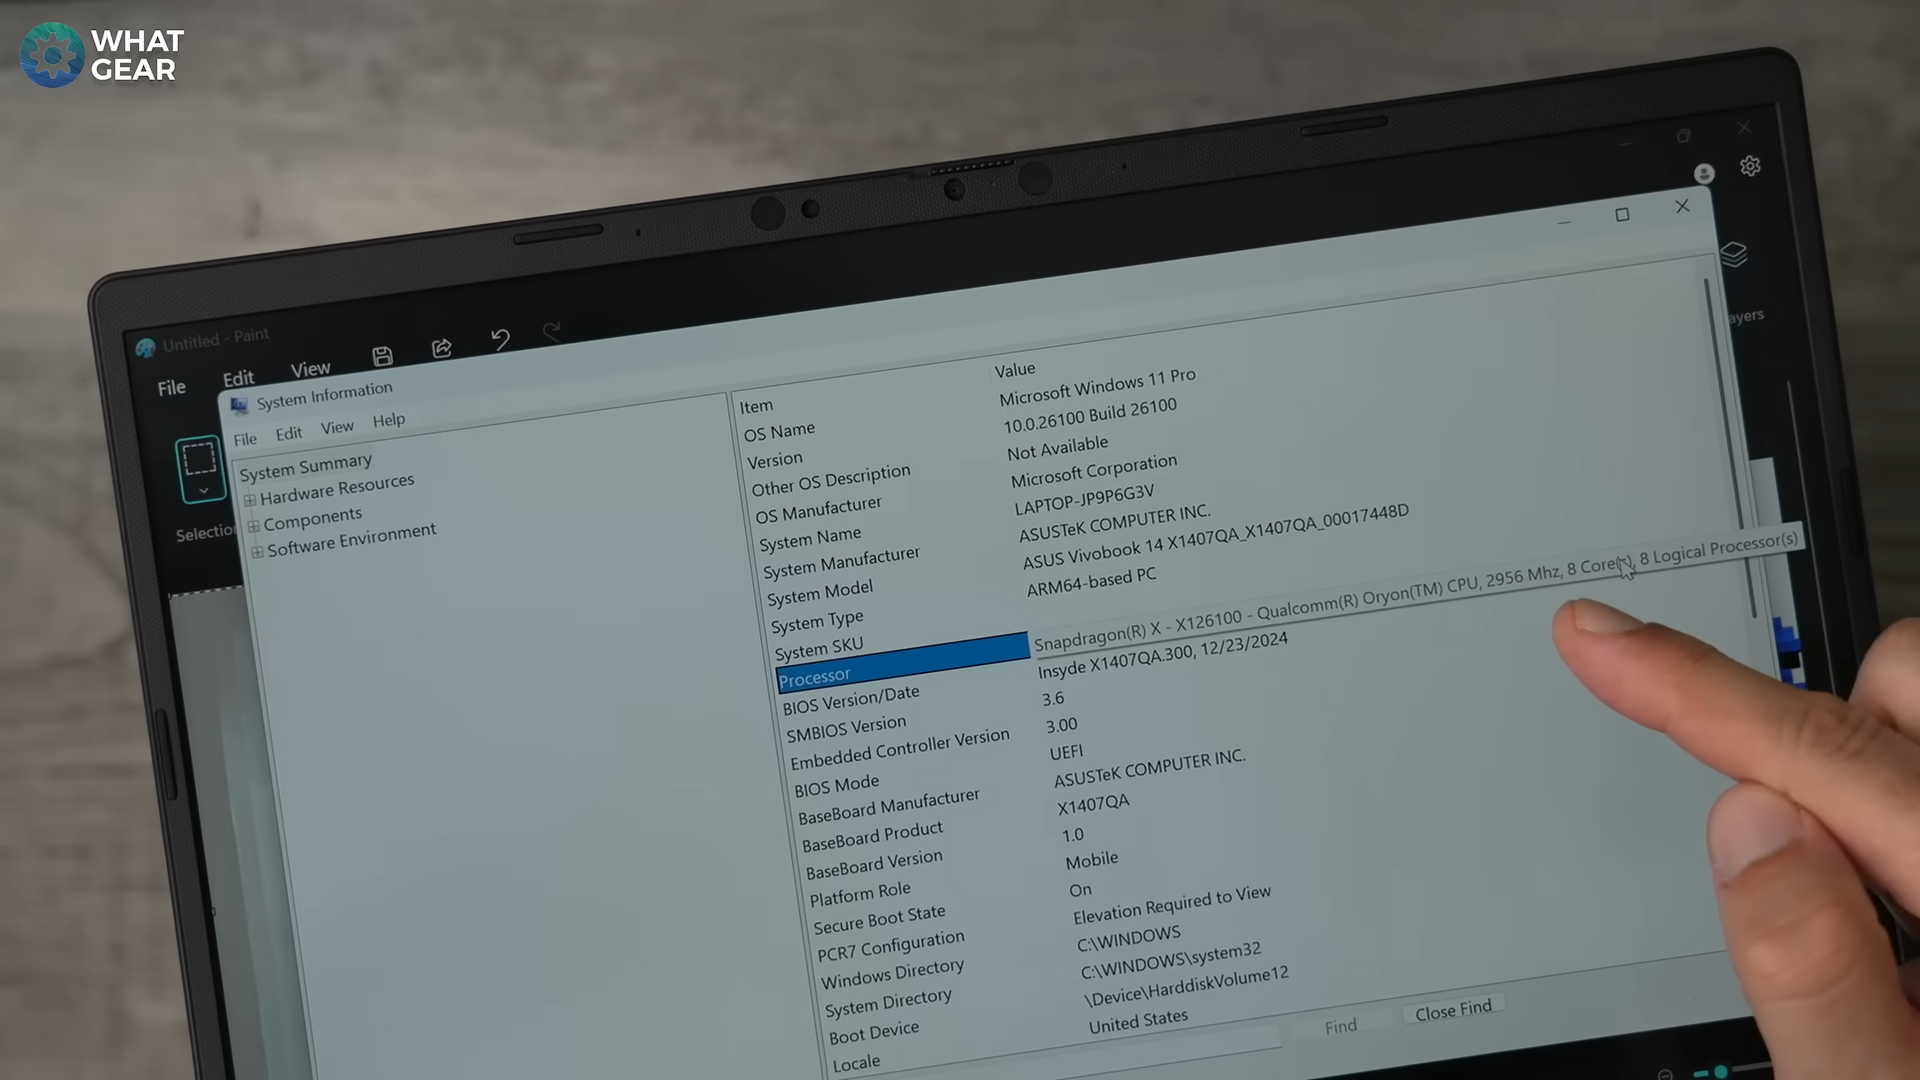 WHAT
GEAR
Untitled - Paint
File Edit View
System Information
File Edit View Help
System Summary
Hardware Resources
Components
Software Environment
Item Value
OS Name Microsoft Windows 11 Pro
Version 10.0.26100 Build 26100
Other OS Description Not Available
OS Manufacturer Microsoft Corporation
System Name LAPTOP-JP9P6G3V
System Manufacturer ASUSTeK COMPUTER INC.
System Model ASUS Vivobook 14 X1407QA_X1407QA_00017448D
System Type ARM64-based PC
System SKU
Processor Snapdragon(R) X - X126100 - Qualcomm(R) Oryon(TM) CPU, 2956 Mhz, 8 Core(s), 8 Logical Processor(s)
BIOS Version/Date Insyde X1407QA.300, 12/23/2024
SMBIOS Version 3.6
Embedded Controller Version 3.00
BIOS Mode UEFI
BaseBoard Manufacturer ASUSTeK COMPUTER INC.
BaseBoard Product X1407QA
BaseBoard Version 1.0
Platform Role Mobile
Secure Boot State On
PCR7 Configuration Elevation Required to View
Windows Directory C:\WINDOWS
System Directory C:\WINDOWS\system32
Boot Device \Device\HarddiskVolume12
Locale United States
Find Close Find
Selectio
ayers